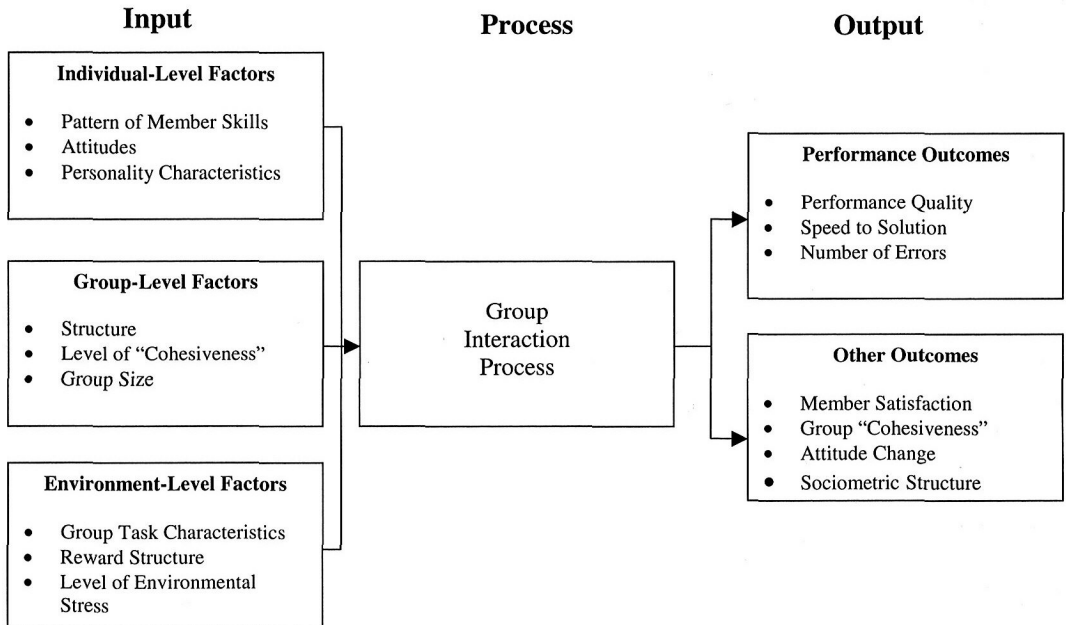 Input
Individual-Level Factors
• Pattern of Member Skills
• Attitudes
• Personality Characteristics
Group-Level Factors
• Structure
• Level of “Cohesiveness”
• Group Size
Environment-Level Factors
• Group Task Characteristics
• Reward Structure
• Level of Environmental
Stress
Process
Group
Interaction
Process
Output
Performance Outcomes
• Performance Quality
• Speed to Solution
• Number of Errors
Other Outcomes
• Member Satisfaction
• Group “Cohesiveness”
• Attitude Change
• Sociometric Structure